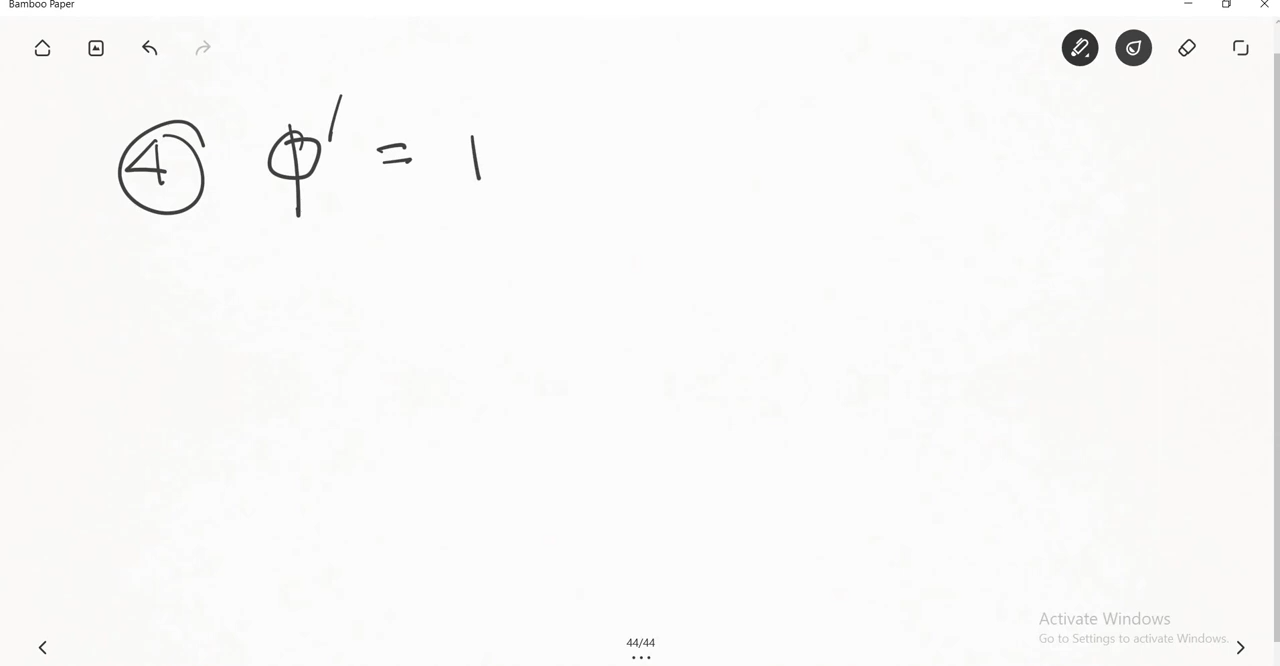 Bamboo Paper
④ ϕ' = 1
44/44
Activate Windows
Go to Settings to activate Windows.